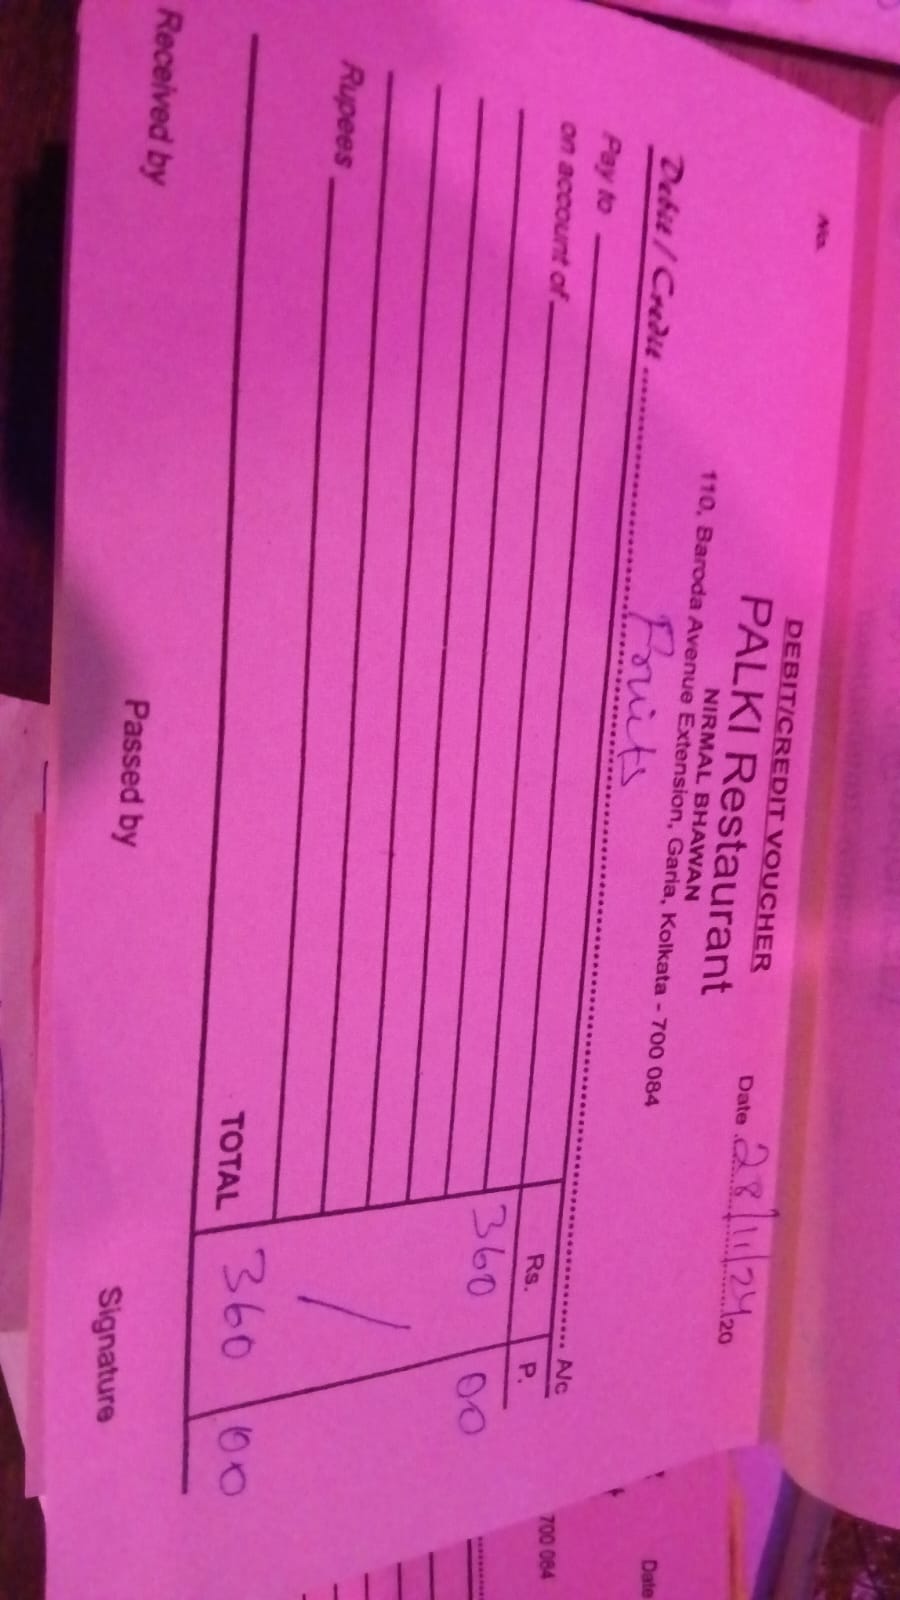 No.
DEBIT/CREDIT VOUCHER
PALKI Restaurant
NIRMAL BHAWAN
110, Baroda Avenue Extension, Garia, Kolkata - 700 084
Date 28/11/24/20
Debit / Credit Fruits A/c
Pay to Rs. P.
on account of 360 00
Rupees
TOTAL 360 00
Received by Passed by Signature
Date
700 084